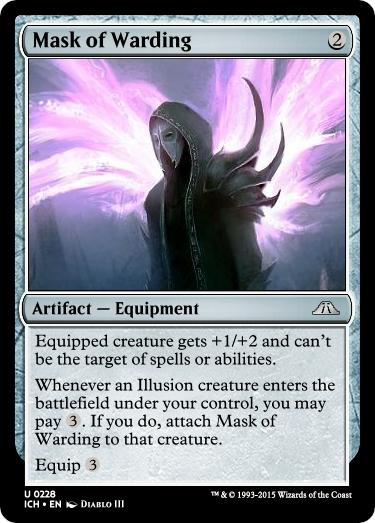 Mask of Warding 2
Artifact — Equipment
Equipped creature gets +1/+2 and can't
be the target of spells or abilities.
Whenever an Illusion creature enters the
battlefield under your control, you may
pay 3. If you do, attach Mask of
Warding to that creature.
Equip 3
U 0228
ICH • EN Diablo III
™ & © 1993-2015 Wizards of the Coast